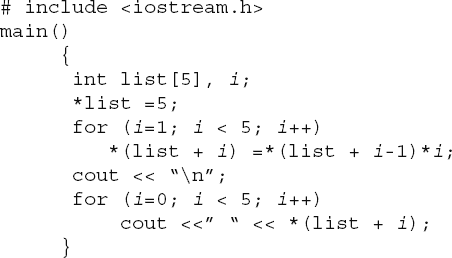 # include <iostream.h>
main()
{
int list[5], i;
*list =5;
for (i=1; i < 5; i++)
*(list + i) =*(list + i-1)*i;
cout << “\n”;
for (i=0; i < 5; i++)
cout <<” “ << *(list + i);
}